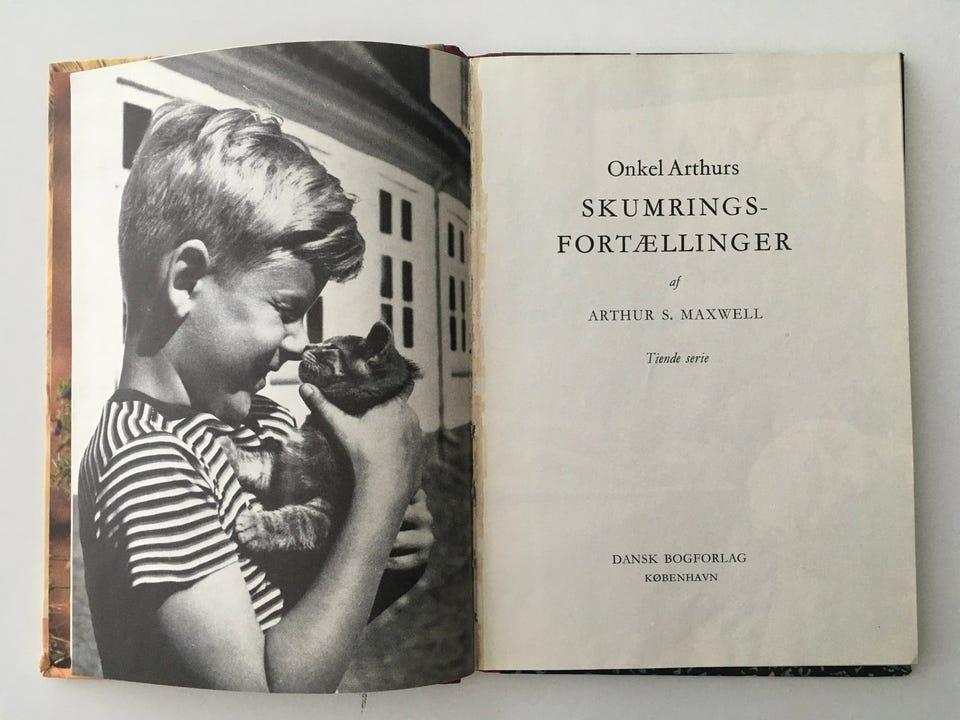 Onkel Arthurs
SKUMRINGS-
FORTÆLLINGER
af
ARTHUR S. MAXWELL
Tiende serie
DANSK BOGFORLAG
KØBENHAVN